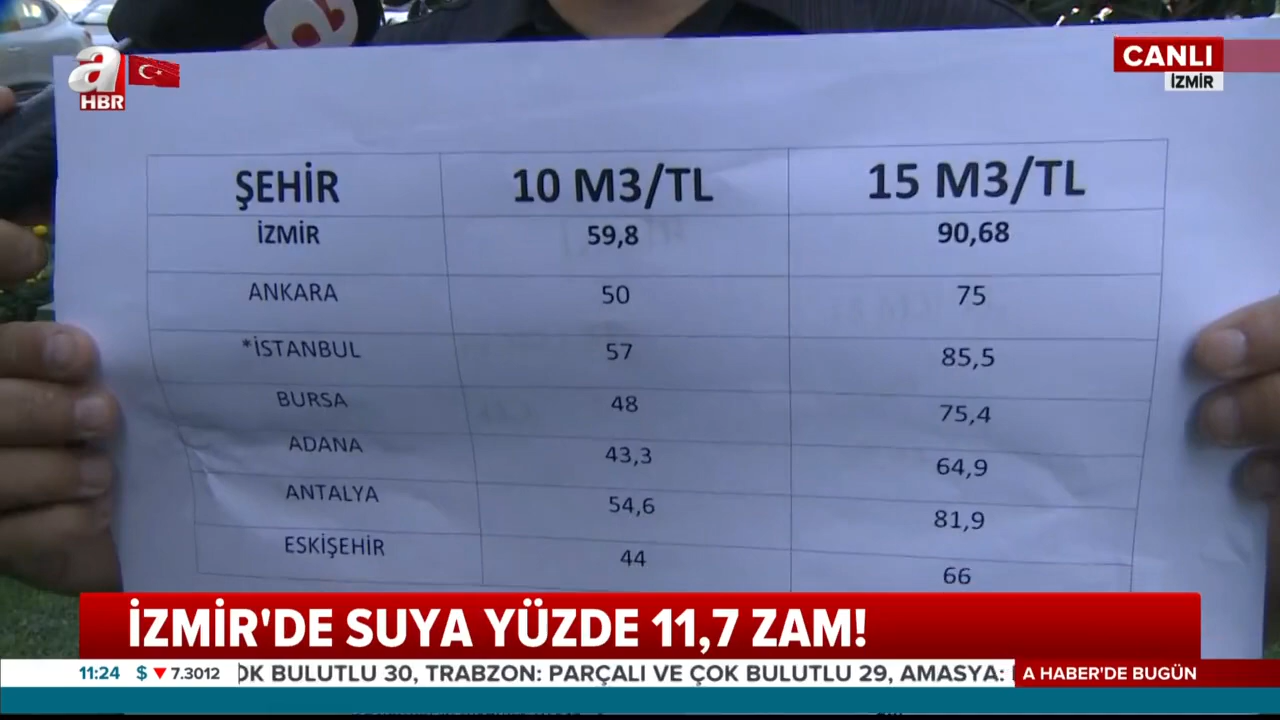 a
HBR
CANLI
İZMİR
ŞEHİR 10 M3/TL 15 M3/TL
İZMİR 59,8 90,68
ANKARA 50 75
*İSTANBUL 57 85,5
BURSA 48 75,4
ADANA 43,3 64,9
ANTALYA 54,6 81,9
ESKİŞEHİR 44 66
İZMİR'DE SUYA YÜZDE 11,7 ZAM!
11:24 $ 7.3012 OK BULUTLU 30, TRABZON: PARÇALI VE ÇOK BULUTLU 29, AMASYA: A HABER'DE BUGÜN